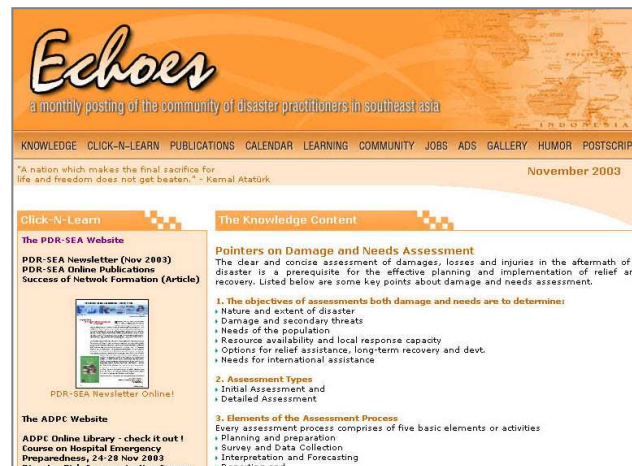 Echoes
a monthly posting of the community of disaster practitioners in southeast asia
INDONESIA
KNOWLEDGE CLICK-N-LEARN PUBLICATIONS CALENDAR LEARNING COMMUNITY JOBS ADS GALLERY HUMOR POSTSCRIP
"A nation which makes the final sacrifice for
life and freedom does not get beaten." - Kemal Atatürk
November 2003
Click-N-Learn
The PDR-SEA Website
PDR-SEA Newsletter (Nov 2003)
PDR-SEA Online Publications
Success of Netwok Formation (Article)
PDR-SEA Newsletter Online!
The ADPC Website
ADPC Online Library - check it out !
Course on Hospital Emergency
Preparedness, 24-28 Nov 2003
The Knowledge Content
Pointers on Damage and Needs Assessment
The clear and concise assessment of damages, losses and injuries in the aftermath of
disaster is a prerequisite for the effective planning and implementation of relief an
recovery. Listed below are some key points about damage and needs assessment.
1. The objectives of assessments both damage and needs are to determine:
Nature and extent of disaster
Damage and secondary threats
Needs of the population
Resource availability and local response capacity
Options for relief assistance, long-term recovery and devt.
Needs for international assistance
2. Assessment Types
Initial Assessment and
Detailed Assessment
3. Elements of the Assessment Process
Every assessment process comprises of five basic elements or activities
Planning and preparation
Survey and Data Collection
Interpretation and Forecasting
Reporting and